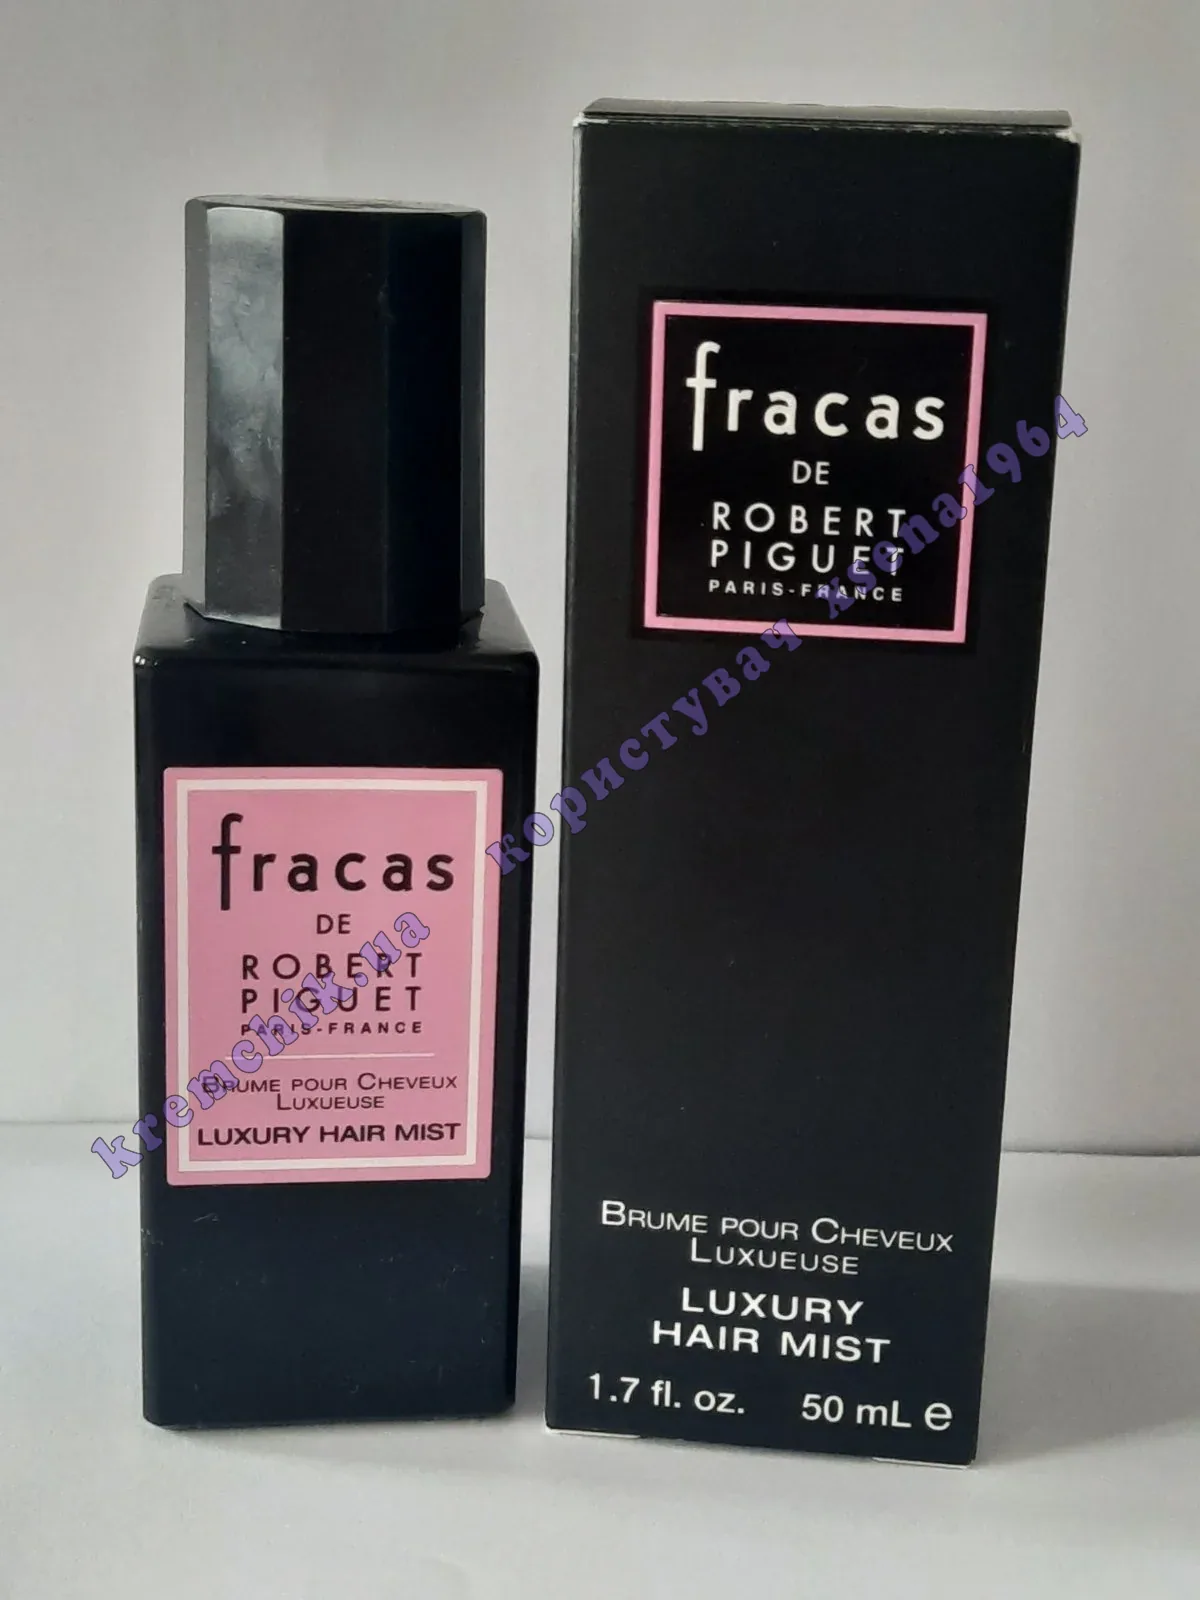 fracas
DE
ROBERT
PIGUET
PARIS-FRANCE
BRUME POUR CHEVEUX
LUXUEUSE
LUXURY HAIR MIST
fracas
DE
ROBERT
PIGUET
PARIS-FRANCE
BRUME POUR CHEVEUX
LUXUEUSE
LUXURY
HAIR MIST
1.7 fl. oz. 50 mL e
kremchik.ua
користувач xsena1964